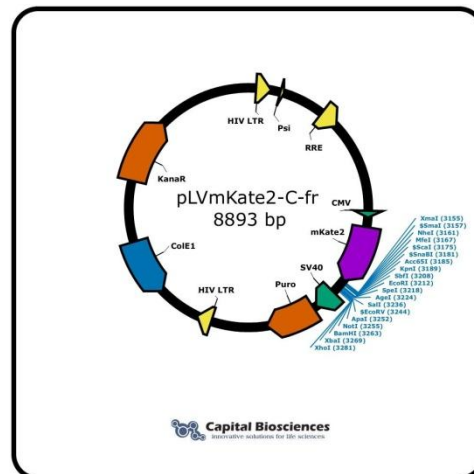 HIV LTR
Psi
RRE
KanaR
pLVmKate2-C-fr
8893 bp
CMV
mKate2
XmaI (3155)
$SmaI (3157)
NheI (3161)
MfeI (3167)
$ScaI (3175)
$SnaBI (3181)
Acc65I (3185)
KpnI (3189)
SbfI (3208)
EcoRI (3212)
SpeI (3218)
AgeI (3224)
SalI (3236)
$EcoRV (3244)
ApaI (3252)
NotI (3255)
BamHI (3263)
XbaI (3269)
XhoI (3281)
ColE1
SV40
HIV LTR
Puro
Capital Biosciences
innovative solutions for life sciences